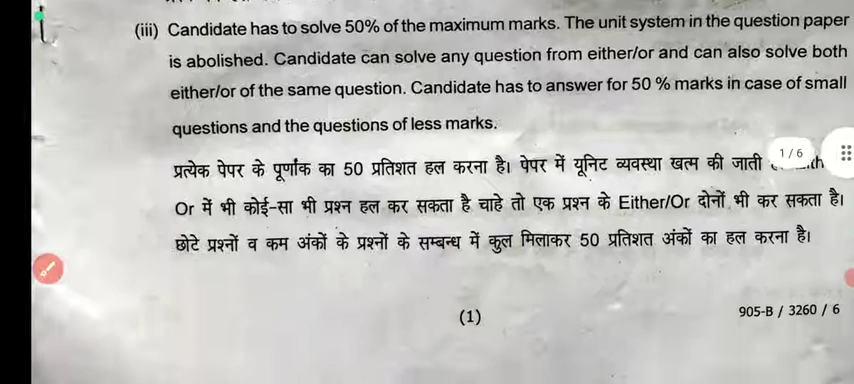 (iii) Candidate has to solve 50% of the maximum marks. The unit system in the question paper
is abolished. Candidate can solve any question from either/or and can also solve both
either/or of the same question. Candidate has to answer for 50 % marks in case of small
questions and the questions of less marks.
प्रत्येक पेपर के पूर्णांक का 50 प्रतिशत हल करना है। पेपर में यूनिट व्यवस्था खत्म की जाती
1 / 6
Or में भी कोई-सा भी प्रश्न हल कर सकता है चाहे तो एक प्रश्न के Either/Or दोनों भी कर सकता है।
छोटे प्रश्नों व कम अंकों के प्रश्नों के सम्बन्ध में कुल मिलाकर 50 प्रतिशत अंकों का हल करना है।
(1)
905-B / 3260 / 6